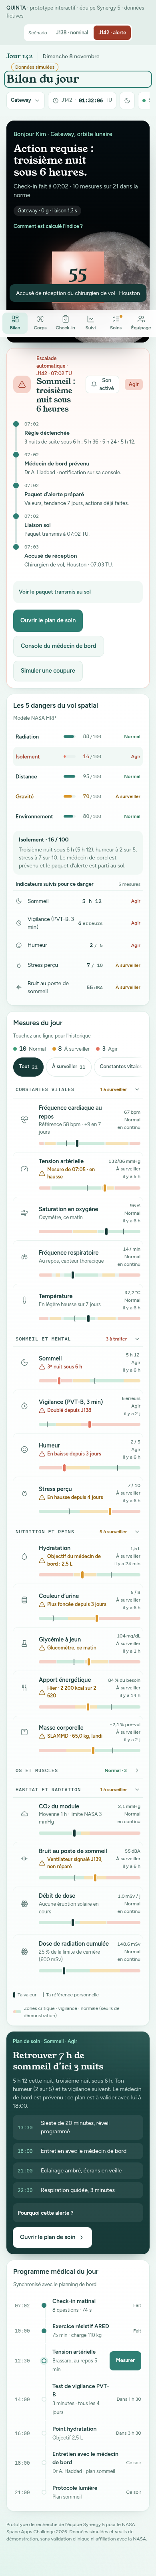 QUINTA · prototype interactif · équipe Synergy 5 · données
fictives
Scénario J138 · nominal J142 · alerte
Jour 142 Dimanche 8 novembre
Données simulées
Bilan du jour
Gateway J142 · 01:32:06 TU
Bonjour Kim · Gateway, orbite lunaire
Action requise :
troisième nuit
sous 6 heures.
Check-in fait à 07:02 · 10 mesures sur 21 dans la
norme
Gateway · 0 g · liaison 1,3 s
Comment est calculé l'indice ?
55
Accusé de réception du chirurgien de vol · Houston
Bilan Corps Check-in Suivi Soins Équipage
Escalade
automatique ·
J142 · 07:02 TU
Sommeil :
troisième
nuit sous
6 heures
Son
activé
Agir
07:02
Règle déclenchée
3 nuits de suite sous 6 h : 5 h 36 · 5 h 24 · 5 h 12.
07:02
Médecin de bord prévenu
Dr A. Haddad · notification sur la console.
07:02
Paquet d'alerte préparé
Valeurs, tendance 7 jours, actions déjà faites.
07:02
Liaison sol
Paquet transmis à 07:02 TU.
07:03
Accusé de réception
Chirurgien de vol, Houston · 07:03 TU.
Voir le paquet transmis au sol
Ouvrir le plan de soin
Console du médecin de bord
Simuler une coupure
Les 5 dangers du vol spatial
Modèle NASA HRP
Radiation 88/100 Normal
Isolement 16/100 Agir
Distance 95/100 Normal
Gravité 70/100 À surveiller
Environnement 80/100 Normal
Isolement · 16 / 100
Troisième nuit sous 6 h (5 h 12), humeur à 2 sur 5,
stress à 7 sur 10. Le médecin de bord est
prévenu et le paquet d'alerte est parti au sol.
Indicateurs suivis pour ce danger 5 mesures
Sommeil 5 h 12 Agir
Vigilance (PVT-B, 3
min)
6 erreurs Agir
Humeur 2 / 5 Agir
Stress perçu 7 / 10 À surveiller
Bruit au poste de
sommeil
55 dBA À surveiller
Mesures du jour
Touchez une ligne pour l'historique
10 Normal 8 À surveiller 3 Agir
Tout 21 À surveiller 11 Constantes vitales
CONSTANTES VITALES 1 à surveiller
Fréquence cardiaque au
repos
Référence 58 bpm · +9 en 7
jours
67 bpm
Normal
en continu
Tension artérielle
Mesure de 07:05 · en
hausse
132/86 mmHg
À surveiller
il y a 5 h
Saturation en oxygène
Oxymètre, ce matin
96 %
Normal
il y a 6 h
Fréquence respiratoire
Au repos, capteur thoracique
14 /min
Normal
en continu
Température
En légère hausse sur 7 jours
37,2 °C
Normal
il y a 6 h
SOMMEIL ET MENTAL 3 à traiter
Sommeil
3ᵉ nuit sous 6 h
5 h 12
Agir
il y a 6 h
Vigilance (PVT-B, 3 min)
Doublé depuis J138
6 erreurs
Agir
il y a 2 j
Humeur
En baisse depuis 3 jours
2 / 5
Agir
il y a 6 h
Stress perçu
En hausse depuis 4 jours
7 / 10
À surveiller
il y a 6 h
NUTRITION ET REINS 5 à surveiller
Hydratation
Objectif du médecin de
bord : 2,5 L
1,5 L
À surveiller
il y a 24 min
Couleur d'urine
Plus foncée depuis 3 jours
5 / 8
À surveiller
il y a 6 h
Glycémie à jeun
Glucomètre, ce matin
104 mg/dL
À surveiller
il y a 6 h
Apport énergétique
Hier · 2 200 kcal sur 2
620
84 % du besoin
À surveiller
il y a 14 h
Masse corporelle
SLAMMD · 65,0 kg, lundi
-2,1 % pré-vol
À surveiller
il y a 2 j
OS ET MUSCLES Normal · 3
HABITAT ET RADIATION 1 à surveiller
CO₂ du module
Moyenne 1 h · limite NASA 3
mmHg
2,1 mmHg
Normal
en continu
Bruit au poste de sommeil
Ventilateur signalé J139,
non réparé
55 dBA
À surveiller
il y a 6 h
Débit de dose
Aucune éruption solaire en
cours
1,0 mSv / j
Normal
en continu
Dose de radiation cumulée
25 % de la limite de carrière
(600 mSv)
148,6 mSv
Normal
en continu
Ta valeur Ta référence personnelle
Zones critique · vigilance · normale (seuils de
démonstration)
Plan de soin · Sommeil · Agir
Retrouver 7 h de
sommeil d'ici 3 nuits
5 h 12 cette nuit, troisième nuit sous 6 h. Ton
humeur (2 sur 5) et ta vigilance suivent. Le médecin
de bord est prévenu ; le plan se valide avec lui à
18:00.
13:30 Sieste de 20 minutes, réveil
programmé
18:00 Entretien avec le médecin de bord
21:00 Éclairage ambré, écrans en veille
22:30 Respiration guidée, 3 minutes
Pourquoi cette alerte ?
Ouvrir le plan de soin
Programme médical du jour
Synchronisé avec le planning de bord
07:02 Check-in matinal
8 questions · 74 s
Fait
10:00 Exercice résistif ARED
75 min · charge 110 kg
Fait
12:30 Tension artérielle
Brassard, au repos 5
min
Mesurer
14:00 Test de vigilance PVT-
B
3 minutes · tous les 4
jours
Dans 1 h 30
16:00 Point hydratation
Objectif 2,5 L
Dans 3 h 30
18:00 Entretien avec le médecin
de bord
Dr A. Haddad · plan sommeil
Ce soir
21:00 Protocole lumière
Plan sommeil
Ce soir
Prototype de recherche de l'équipe Synergy 5 pour le NASA
Space Apps Challenge 2026. Données simulées et seuils de
démonstration, sans validation clinique ni affiliation avec la NASA.